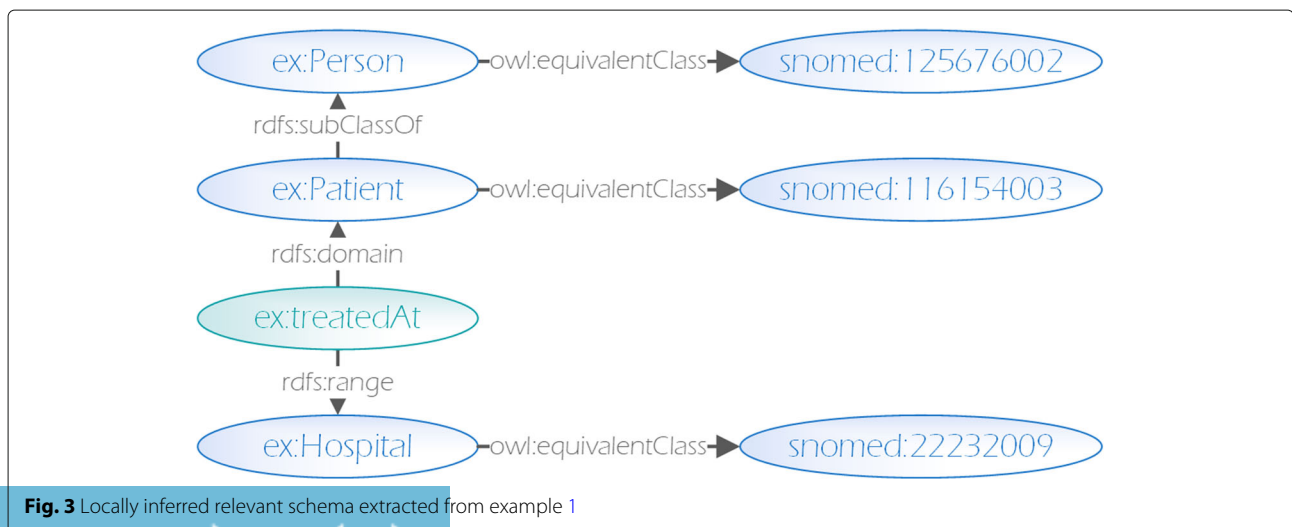 ex:Person
owl:equivalentClass
snomed:125676002
rdfs:subClassOf
ex:Patient
owl:equivalentClass
snomed:116154003
rdfs:domain
ex:treatedAt
rdfs:range
ex:Hospital
owl:equivalentClass
snomed:22232009
Fig. 3 Locally inferred relevant schema extracted from example 1